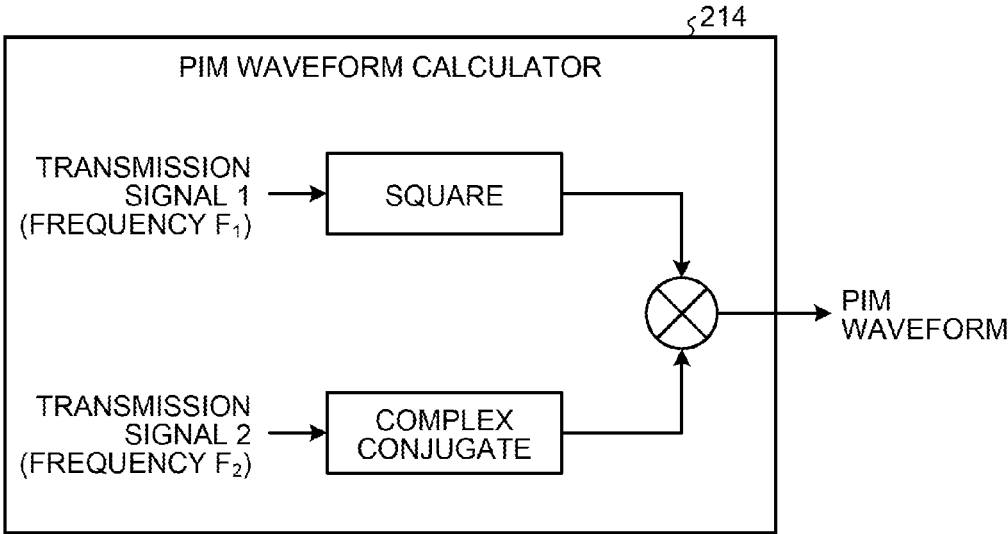 214
PIM WAVEFORM CALCULATOR
TRANSMISSION
SIGNAL 1
(FREQUENCY F₁)
SQUARE
PIM
WAVEFORM
TRANSMISSION
SIGNAL 2
(FREQUENCY F₂)
COMPLEX
CONJUGATE